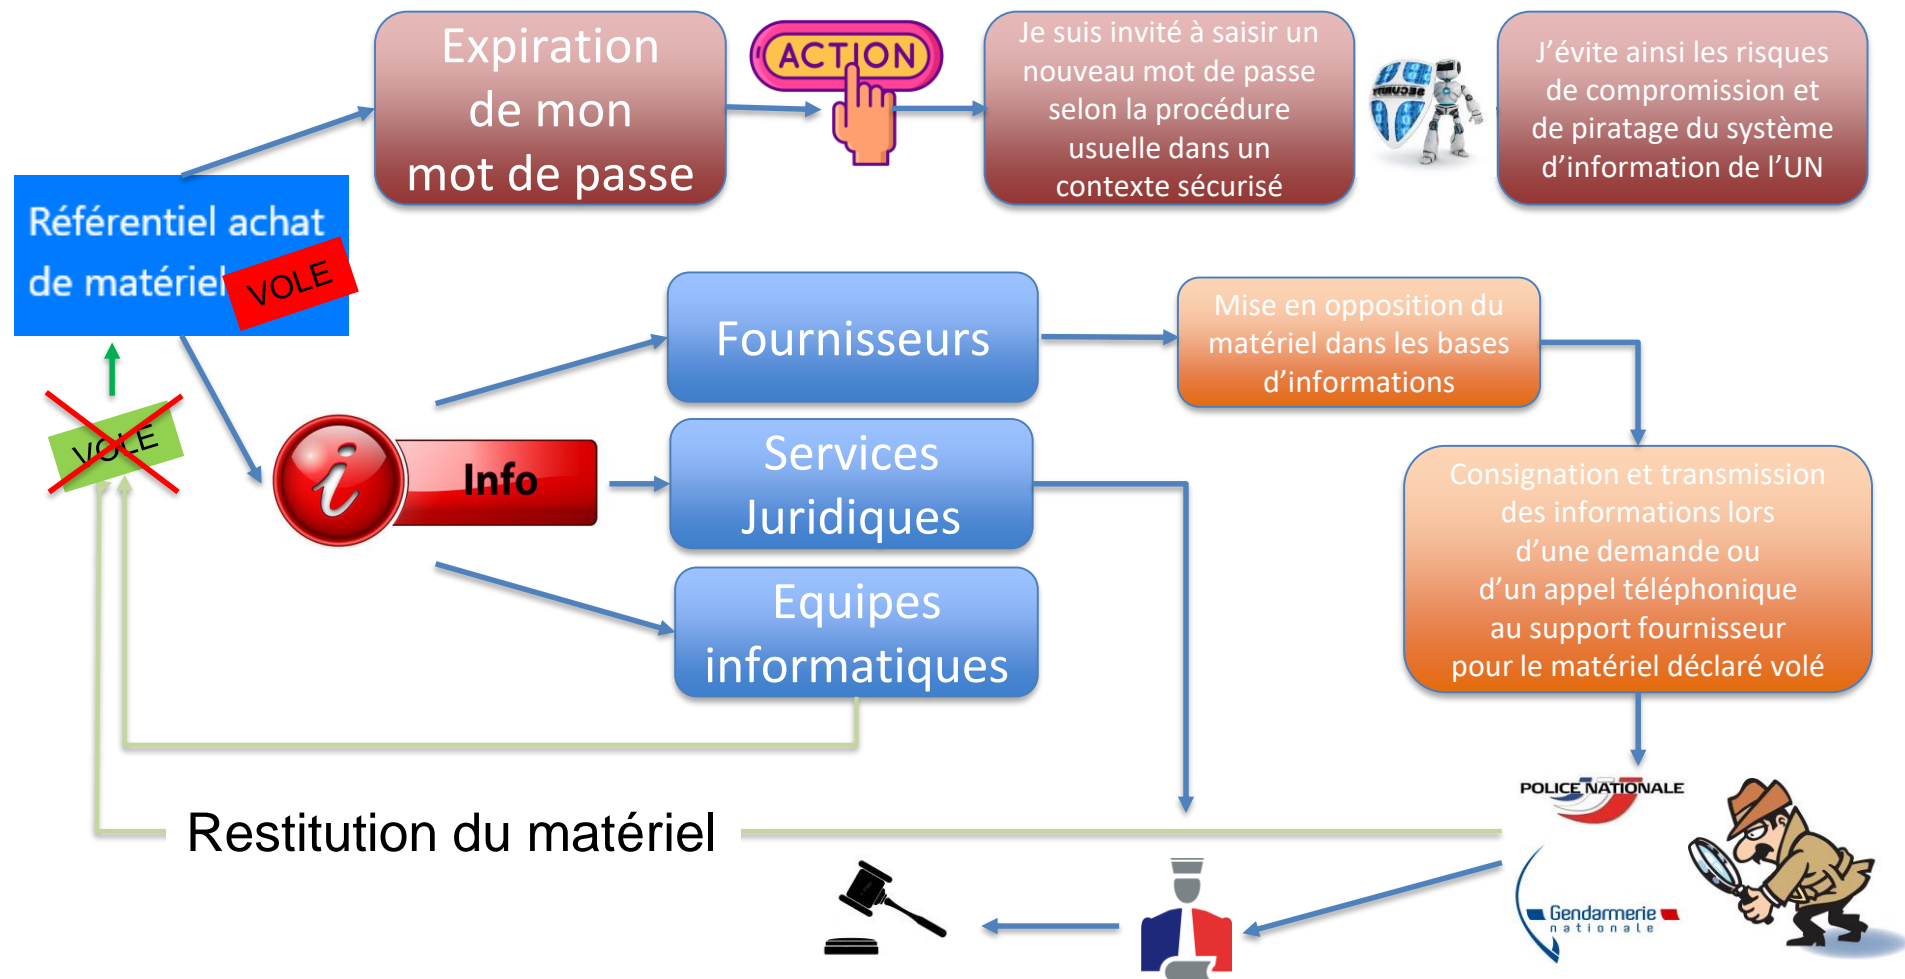 Expiration
de mon
mot de passe
ACTION
Je suis invité à saisir un
nouveau mot de passe
selon la procédure
usuelle dans un
contexte sécurisé
SECURITY
J’évite ainsi les risques
de compromission et
de piratage du système
d’information de l’UN
Référentiel achat
de matériel
VOLE
Fournisseurs
Mise en opposition du
matériel dans les bases
d’informations
VOLE
Info
Services
Juridiques
Consignation et transmission
des informations lors
d’une demande ou
d’un appel téléphonique
au support fournisseur
pour le matériel déclaré volé
Equipes
informatiques
Restitution du matériel
POLICE NATIONALE
Gendarmerie
nationale